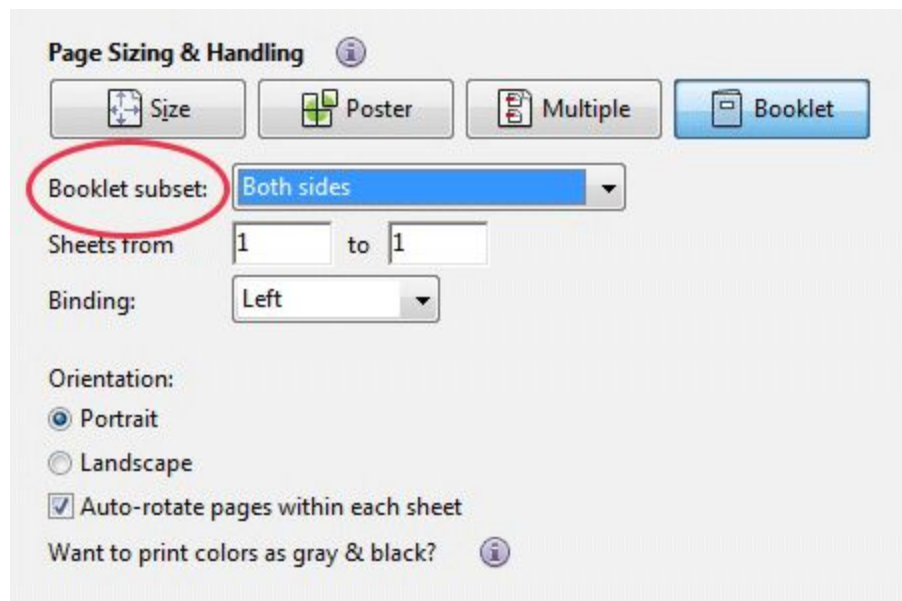 Page Sizing & Handling
Size Poster Multiple Booklet
Booklet subset: Both sides
Sheets from 1 to 1
Binding: Left
Orientation:
Portrait
Landscape
Auto-rotate pages within each sheet
Want to print colors as gray & black?